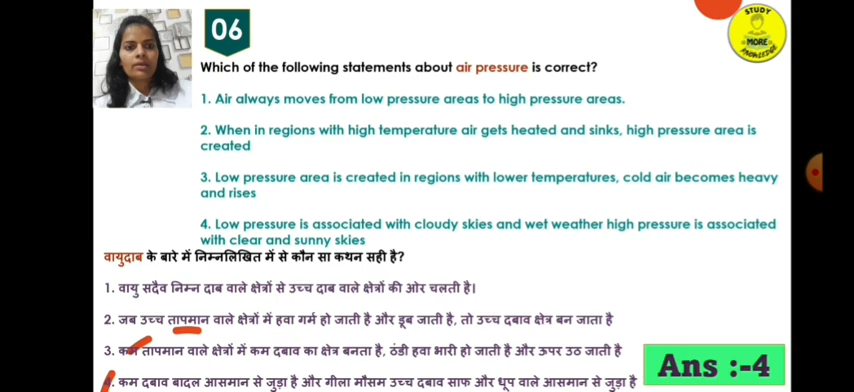 06
STUDY
MORE
KNOWLEDGE
Which of the following statements about air pressure is correct?
1. Air always moves from low pressure areas to high pressure areas.
2. When in regions with high temperature air gets heated and sinks, high pressure area is
created
3. Low pressure area is created in regions with lower temperatures, cold air becomes heavy
and rises
4. Low pressure is associated with cloudy skies and wet weather high pressure is associated
with clear and sunny skies
वायुदाब के बारे में निम्नलिखित में से कौन सा कथन सही है?
1. वायु सदैव निम्न दाब वाले क्षेत्रों से उच्च दाब वाले क्षेत्रों की ओर चलती है।
2. जब उच्च तापमान वाले क्षेत्रों में हवा गर्म हो जाती है और डूब जाती है, तो उच्च दबाव क्षेत्र बन जाता है
3. कम तापमान वाले क्षेत्रों में कम दबाव का क्षेत्र बनता है, ठंडी हवा भारी हो जाती है और ऊपर उठ जाती है
4. कम दबाव बादल आसमान से जुड़ा है और गीला मौसम उच्च दबाव साफ और धूप वाले आसमान से जुड़ा है
Ans :-4